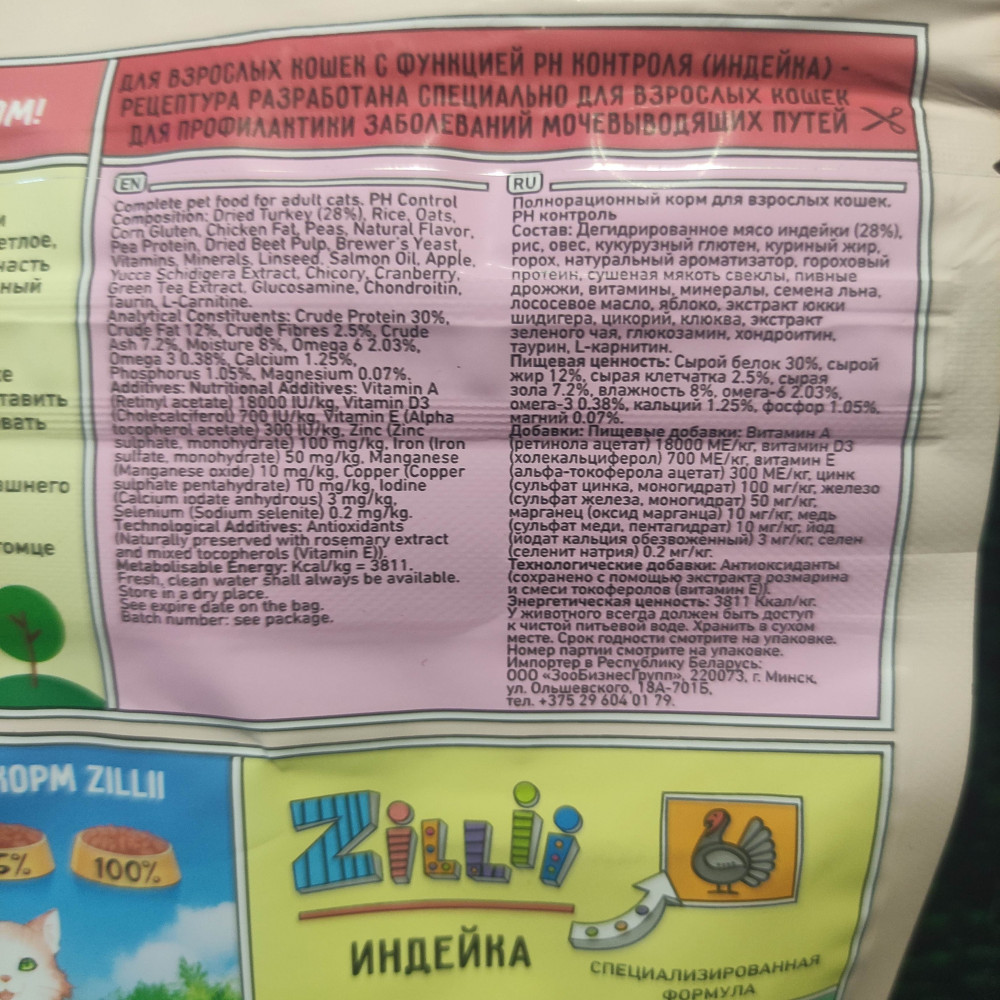 ДЛЯ ВЗРОСЛЫХ КОШЕК С ФУНКЦИЕЙ PH КОНТРОЛЯ (ИНДЕЙКА) -
РЕЦЕПТУРА РАЗРАБОТАНА СПЕЦИАЛЬНО ДЛЯ ВЗРОСЛЫХ КОШЕК
ДЛЯ ПРОФИЛАКТИКИ ЗАБОЛЕВАНИЙ МОЧЕВЫВОДЯЩИХ ПУТЕЙ
ОМ!
етлое,
часть
ный
се
тавить
вать
ашнего
томце
EN
Complete pet food for adult cats. PH Control
Composition: Dried Turkey (28%), Rice, Oats,
Corn Gluten, Chicken Fat, Peas, Natural Flavor,
Pea Protein, Dried Beet Pulp, Brewer's Yeast,
Vitamins, Minerals, Linseed, Salmon Oil, Apple,
Yucca Schidigera Extract, Chicory, Cranberry,
Green Tea Extract, Glucosamine, Chondroitin,
Taurin, L-Carnitine.
Analytical Constituents: Crude Protein 30%,
Crude Fat 12%, Crude Fibres 2.5%, Crude
Ash 7.2%, Moisture 8%, Omega 6 2.03%,
Omega 3 0.38%, Calcium 1.25%,
Phosphorus 1.05%, Magnesium 0.07%.
Additives: Nutritional Additives: Vitamin A
(Retinyl acetate) 18000 IU/kg, Vitamin D3
(Cholecalciferol) 700 IU/kg, Vitamin E (Alpha
tocopherol acetate) 300 IU/kg, Zinc (Zinc
sulphate, monohydrate) 100 mg/kg, Iron (Iron
sulfate, monohydrate) 50 mg/kg, Manganese
(Manganese oxide) 10 mg/kg, Copper (Copper
sulphate pentahydrate) 10 mg/kg, Iodine
(Calcium iodate anhydrous) 3 mg/kg,
Selenium (Sodium selenite) 0.2 mg/kg.
Technological Additives: Antioxidants
(Naturally preserved with rosemary extract
and mixed tocopherols (Vitamin E)).
Metabolisable Energy: Kcal/kg = 3811.
Fresh, clean water shall always be available.
Store in a dry place.
See expire date on the bag.
Batch number: see package.
RU
Полнорационный корм для взрослых кошек.
PH контроль
Состав: Дегидрированное мясо индейки (28%),
рис, овес, кукурузный глютен, куриный жир,
горох, натуральный ароматизатор, гороховый
протеин, сушеная мякоть свеклы, пивные
дрожжи, витамины, минералы, семена льна,
лососевое масло, яблоко, экстракт юкки
шидигера, цикорий, клюква, экстракт
зеленого чая, глюкозамин, хондроитин,
таурин, L-карнитин.
Пищевая ценность: Сырой белок 30%, сырой
жир 12%, сырая клетчатка 2.5%, сырая
зола 7.2%, влажность 8%, омега-6 2.03%,
омега-3 0.38%, кальций 1.25%, фосфор 1.05%,
магний 0.07%.
Добавки: Пищевые добавки: Витамин А
(ретинола ацетат) 18000 МЕ/кг, витамин D3
(холекальциферол) 700 МЕ/кг, витамин Е
(альфа-токоферола ацетат) 300 МЕ/кг, цинк
(сульфат цинка, моногидрат) 100 мг/кг, железо
(сульфат железа, моногидрат) 50 мг/кг,
марганец (оксид марганца) 10 мг/кг, медь
(сульфат меди, пентагидрат) 10 мг/кг, йод
(йодат кальция обезвоженный) 3 мг/кг, селен
(селенит натрия) 0.2 мг/кг.
Технологические добавки: Антиоксиданты
(сохранено с помощью экстракта розмарина
и смеси токоферолов (витамин Е)).
Энергетическая ценность: 3811 Ккал/кг.
У животного всегда должен быть доступ
к чистой питьевой воде. Хранить в сухом
месте. Срок годности смотрите на упаковке.
Номер партии смотрите на упаковке.
Импортер в Республику Беларусь:
ООО «ЗооБизнесГрупп», 220073, г. Минск,
ул. Ольшевского, 18А-701Б,
тел. +375 29 604 01 79.
КОРМ ZILLII
5%
100%
ZiLLii
ИНДЕЙКА
СПЕЦИАЛИЗИРОВАННАЯ
ФОРМУЛА